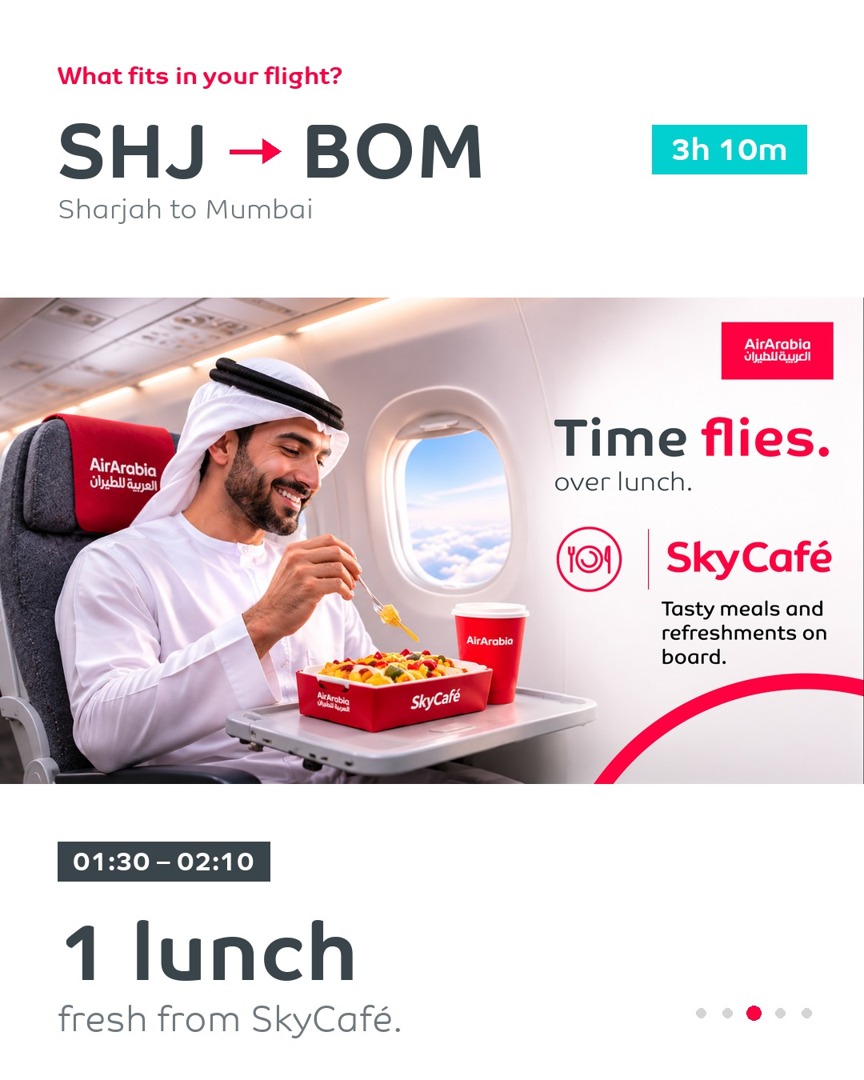 What fits in your flight?
SHJ → BOM
3h 10m
Sharjah to Mumbai
AirArabia
العربية للطيران
Time flies.
over lunch.
SkyCafé
Tasty meals and
refreshments on
board.
AirArabia
العربية للطيران
AirArabia
AirArabia
العربية للطيران
SkyCafé
01:30 – 02:10
1 lunch
fresh from SkyCafé.